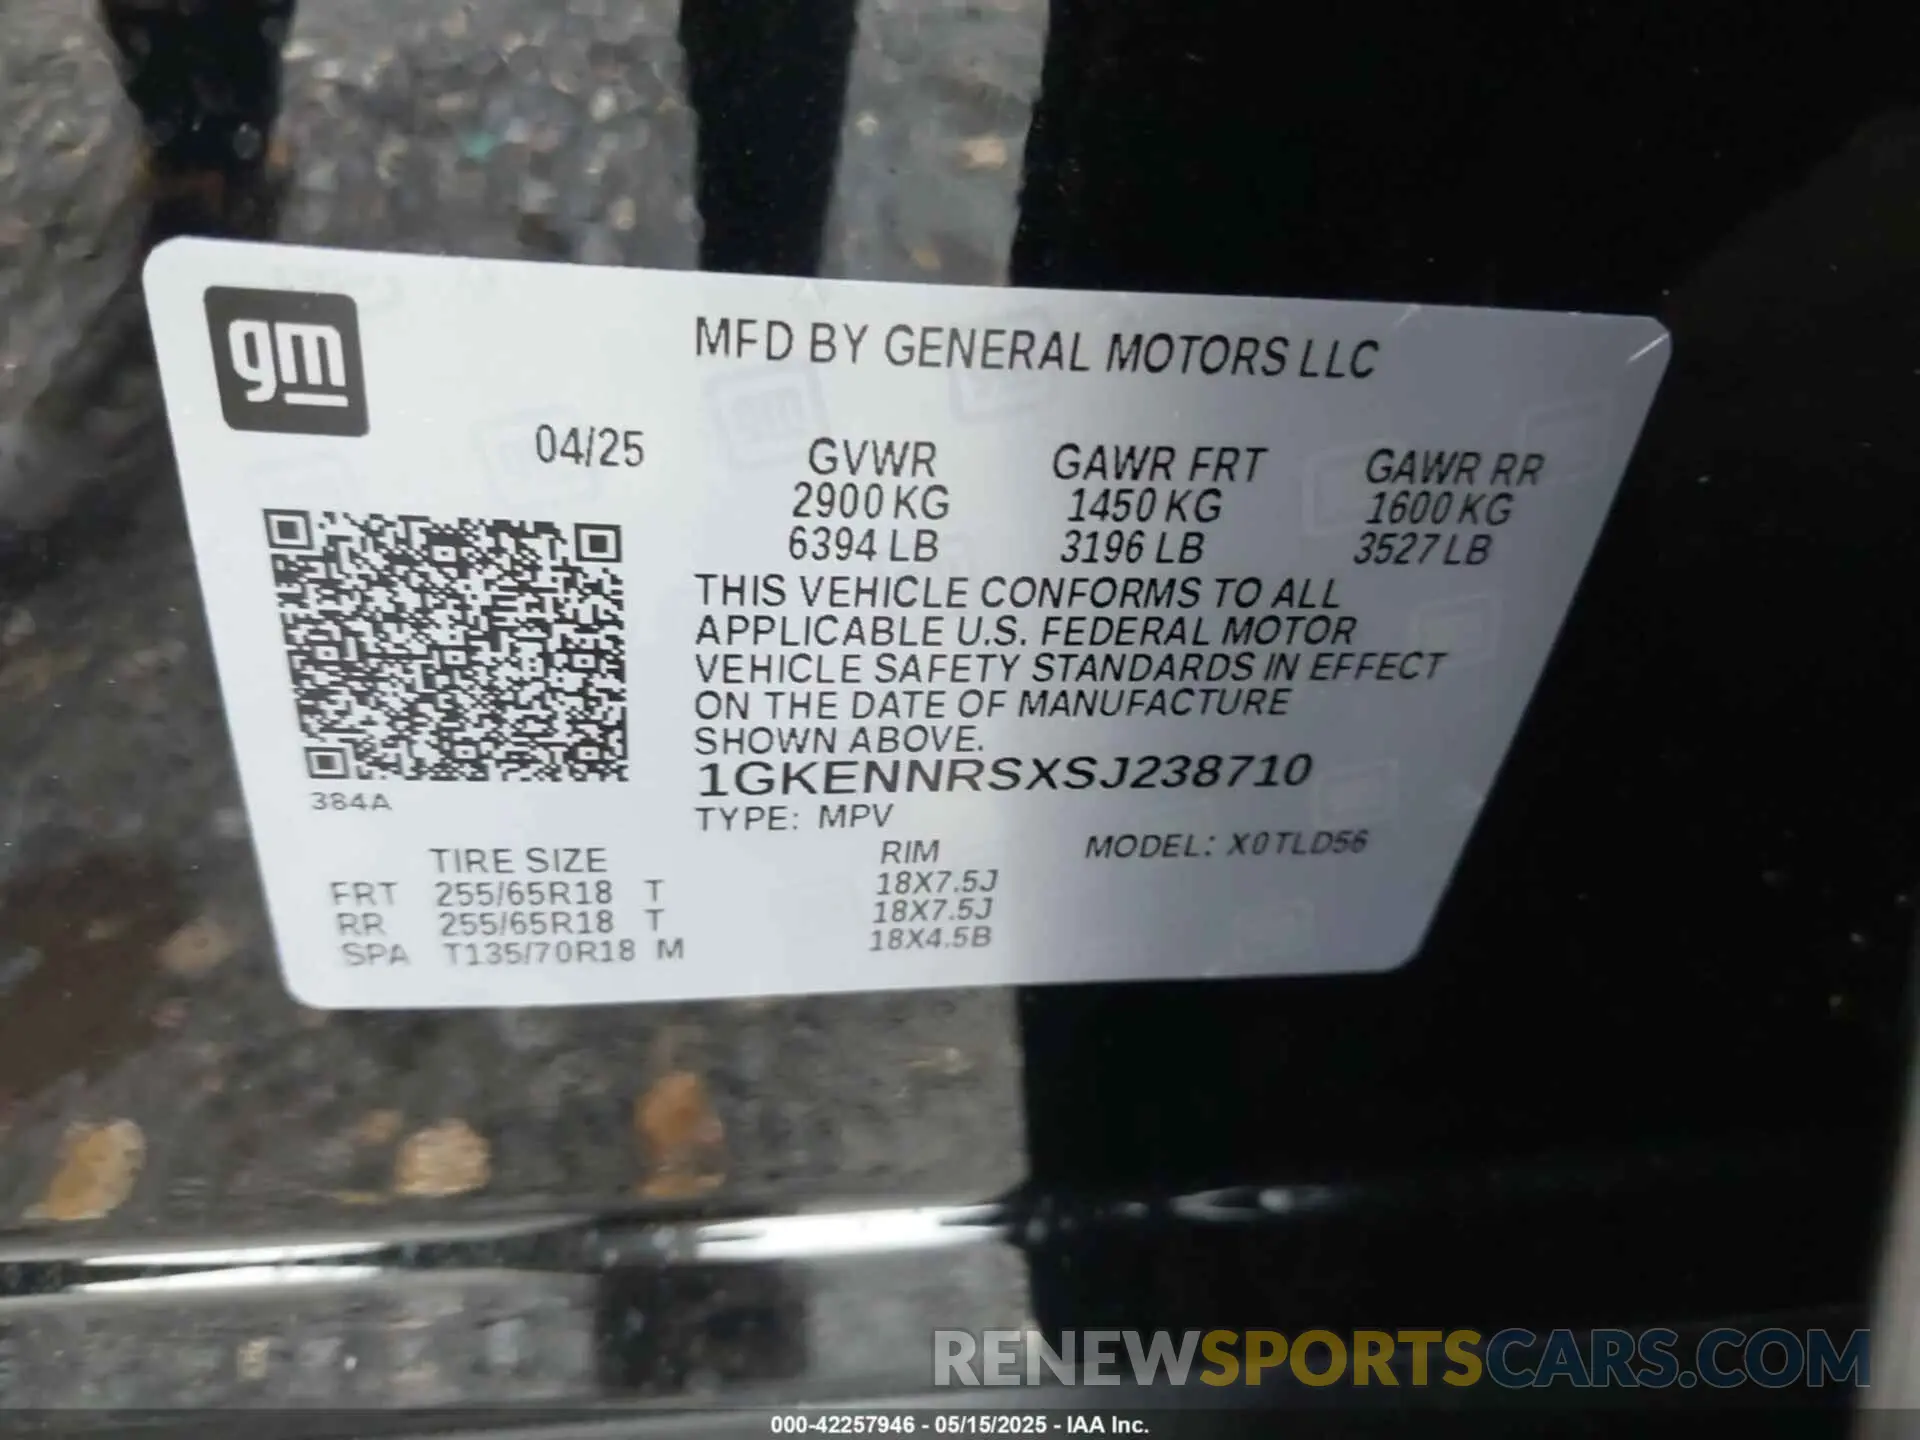 gm
MFD BY GENERAL MOTORS LLC
04/25
GVWR GAWR FRT GAWR RR
2900 KG 1450 KG 1600 KG
6394 LB 3196 LB 3527 LB
THIS VEHICLE CONFORMS TO ALL
APPLICABLE U.S. FEDERAL MOTOR
VEHICLE SAFETY STANDARDS IN EFFECT
ON THE DATE OF MANUFACTURE
SHOWN ABOVE.
1GKENNRSXSJ238710
384A
TYPE: MPV
MODEL: X0TLD56
TIRE SIZE RIM
FRT 255/65R18 T 18X7.5J
RR 255/65R18 T 18X7.5J
SPA T135/70R18 M 18X4.5B
RENEWSPORTSCARS.COM
000-42257946 - 05/15/2025 - IAA Inc.